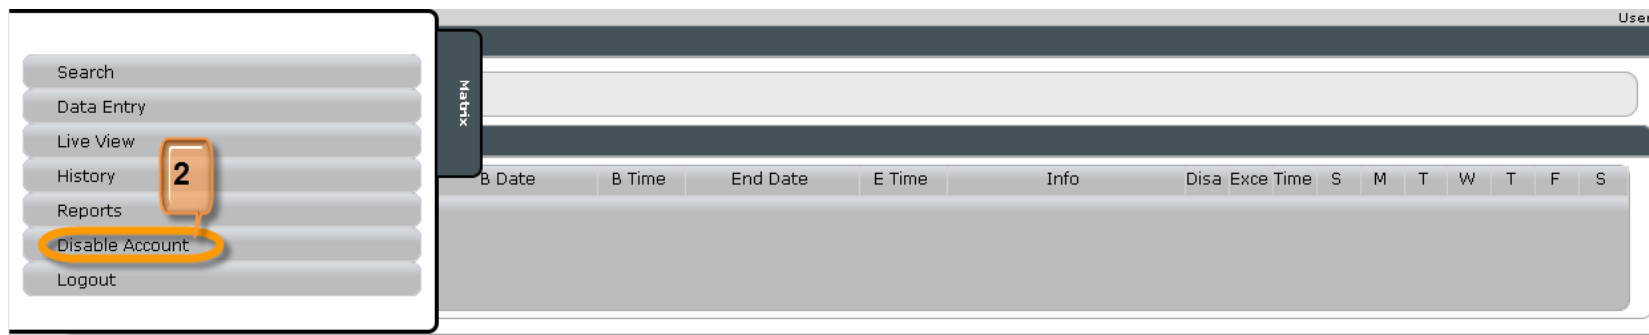 User
Search
Data Entry
Live View
History
Reports
Disable Account
Logout
2
Matrix
B Date B Time End Date E Time Info Disa Exce Time S M T W T F S